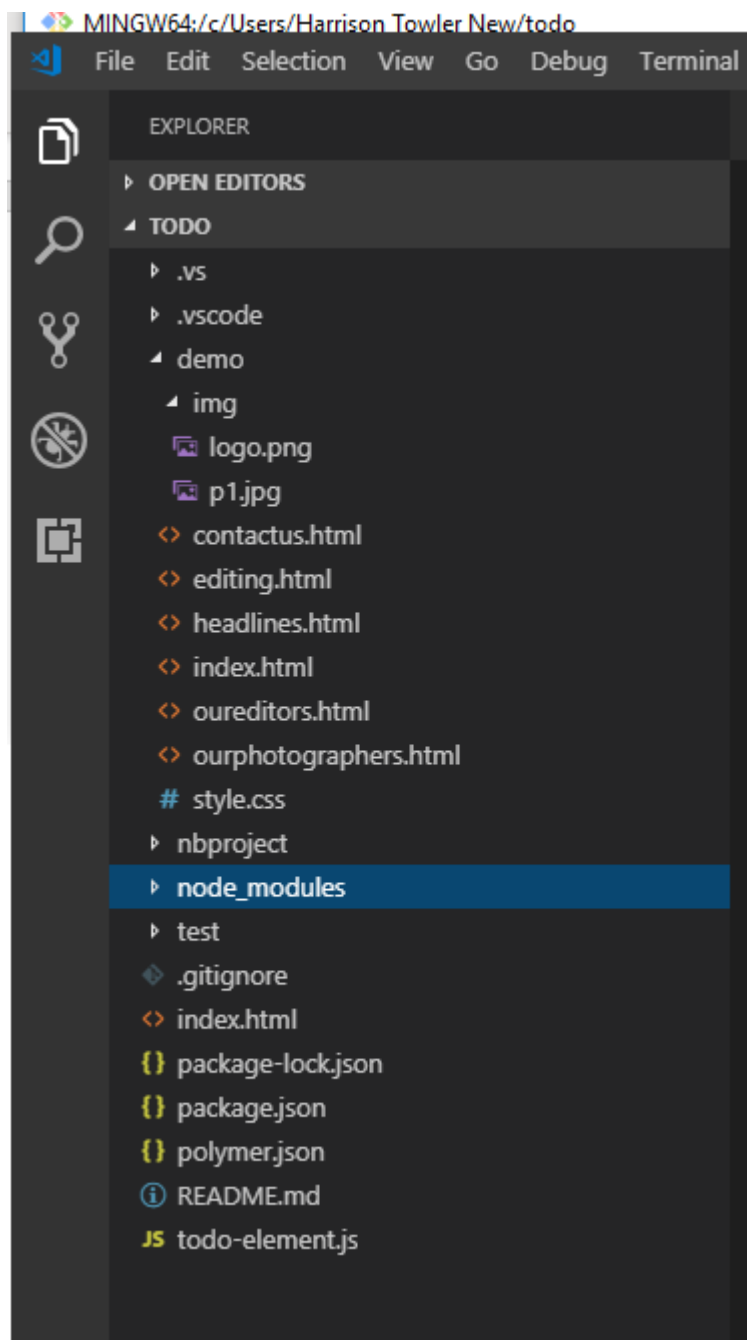 MINGW64:/c/Users/Harrison Towler New/todo
File Edit Selection View Go Debug Terminal
EXPLORER
OPEN EDITORS
TODO
.vs
.vscode
demo
img
logo.png
p1.jpg
contactus.html
editing.html
headlines.html
index.html
oureditors.html
ourphotographers.html
# style.css
nbproject
node_modules
test
.gitignore
index.html
{} package-lock.json
{} package.json
{} polymer.json
README.md
JS todo-element.js